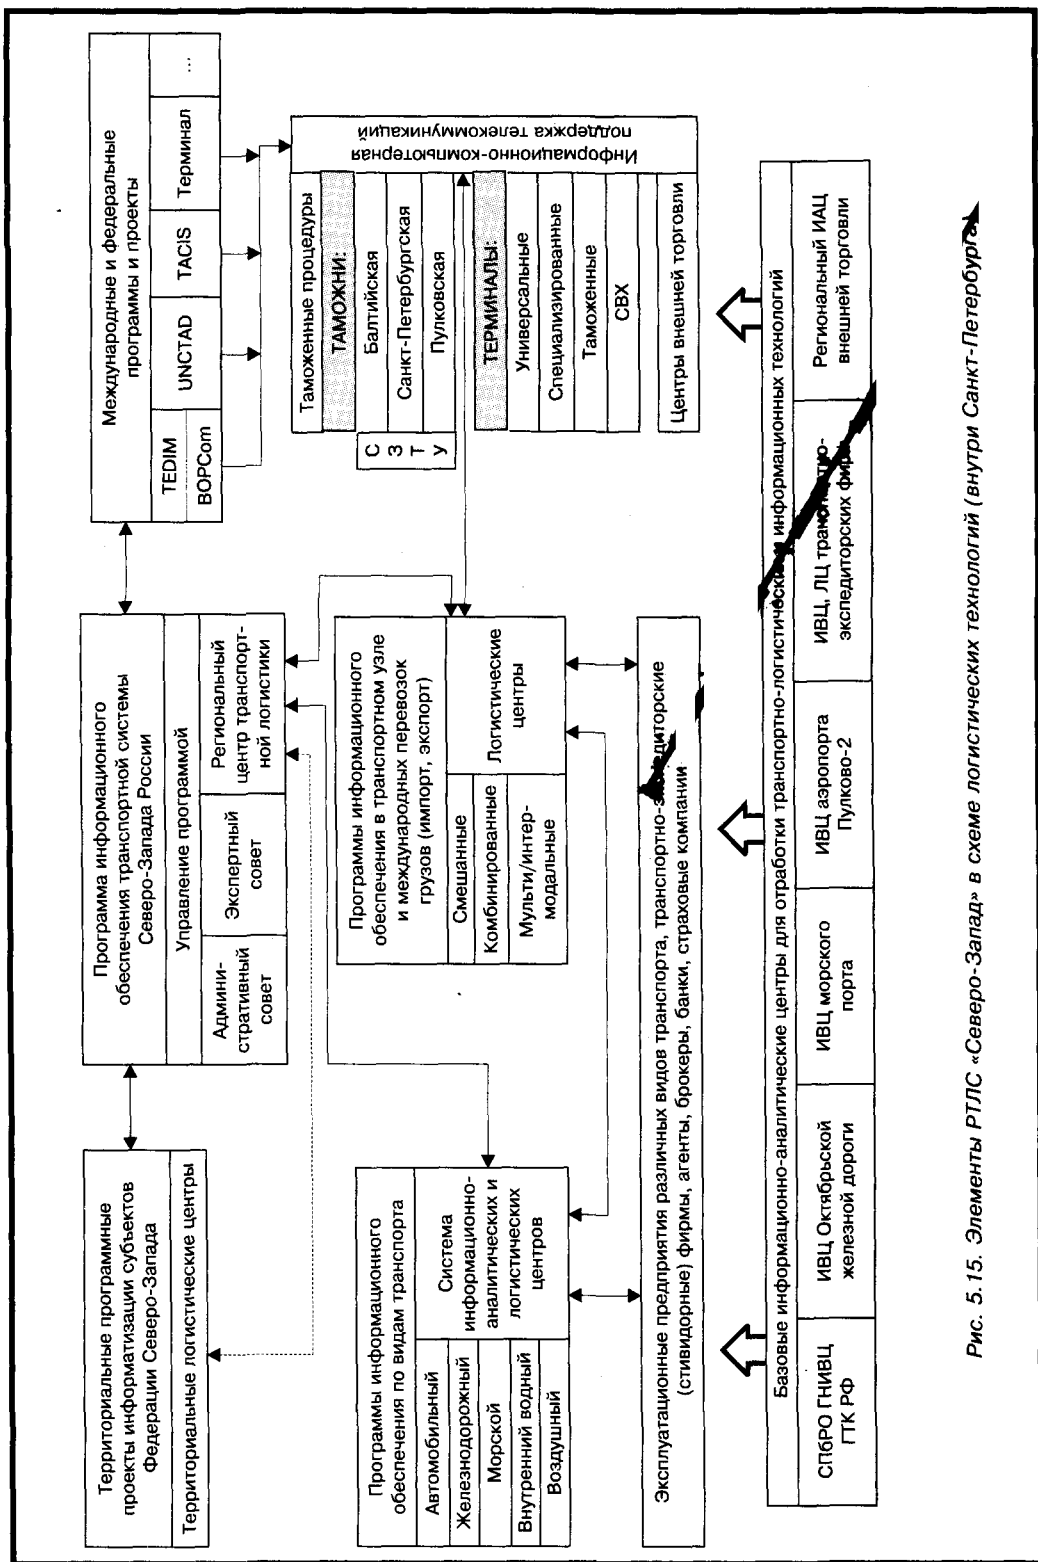 Территориальные программные
проекты информатизации субъектов
Федерации Северо-Запада
Территориальные логистические центры
Программа информационного
обеспечения транспортной системы
Северо-Запада России
Управление программой
Админи-
стративный
совет
Экспертный
совет
Региональный
центр транспорт-
ной логистики
Международные и федеральные
программы и проекты
TEDIM
BOPCom
UNCTAD
TACIS
Терминал
...
Программы информационного
обеспечения по видам транспорта
Автомобильный
Железнодорожный
Морской
Внутренний водный
Воздушный
Система
информационно-
аналитических и
логистических
центров
Программы информационного
обеспечения в транспортном узле
и международных перевозок
грузов (импорт, экспорт)
Смешанные
Комбинированные
Мульти/интер-
модальные
Логистические
центры
Таможенные процедуры
ТАМОЖНИ:
С
З
Т
У
Балтийская
Санкт-Петербургская
Пулковская
ТЕРМИНАЛЫ:
Универсальные
Специализированные
Таможенные
СВХ
Центры внешней торговли
Информационно-компьютерная
поддержка телекоммуникаций
Эксплуатационные предприятия различных видов транспорта, транспортно-экспедиторские
(стивидорные) фирмы, агенты, брокеры, банки, страховые компании
Базовые информационно-аналитические центры для отработки транспортно-логистических и информационных технологий
СПбРО ГНИВЦ
ГТК РФ
ИВЦ Октябрьской
железной дороги
ИВЦ морского
порта
ИВЦ аэропорта
Пулково-2
ИВЦ, ЛЦ транспортно-
экспедиторских фирм
Региональный ИАЦ
внешней торговли
Рис. 5.15. Элементы РТЛС «Северо-Запад» в схеме логистических технологий (внутри Санкт-Петербурга)